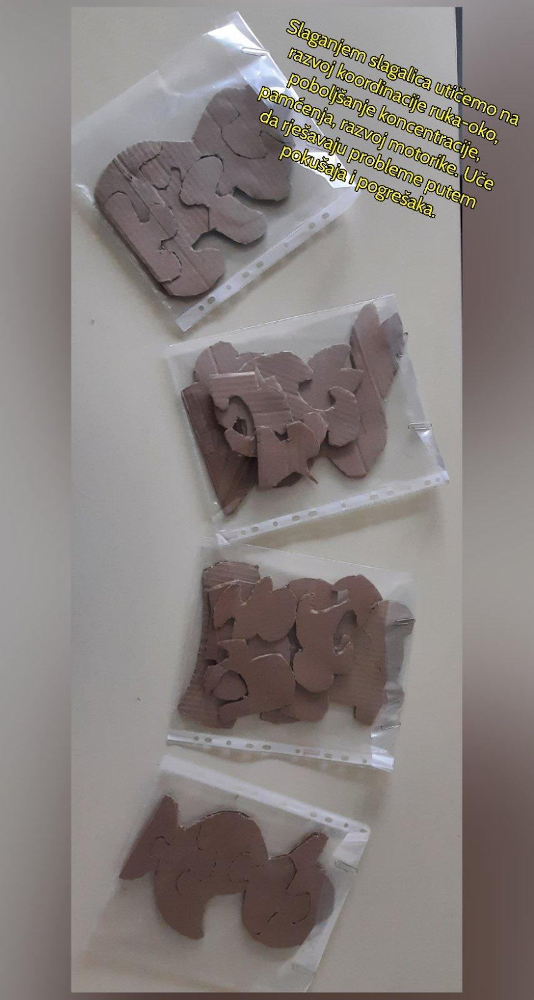 Slaganjem slagalica utičemo na
razvoj koordinacije ruka-oko,
poboljšanje koncentracije,
pamćenja, razvoj motorike. Uče
da rješavaju probleme putem
pokušaja i pogrešaka.